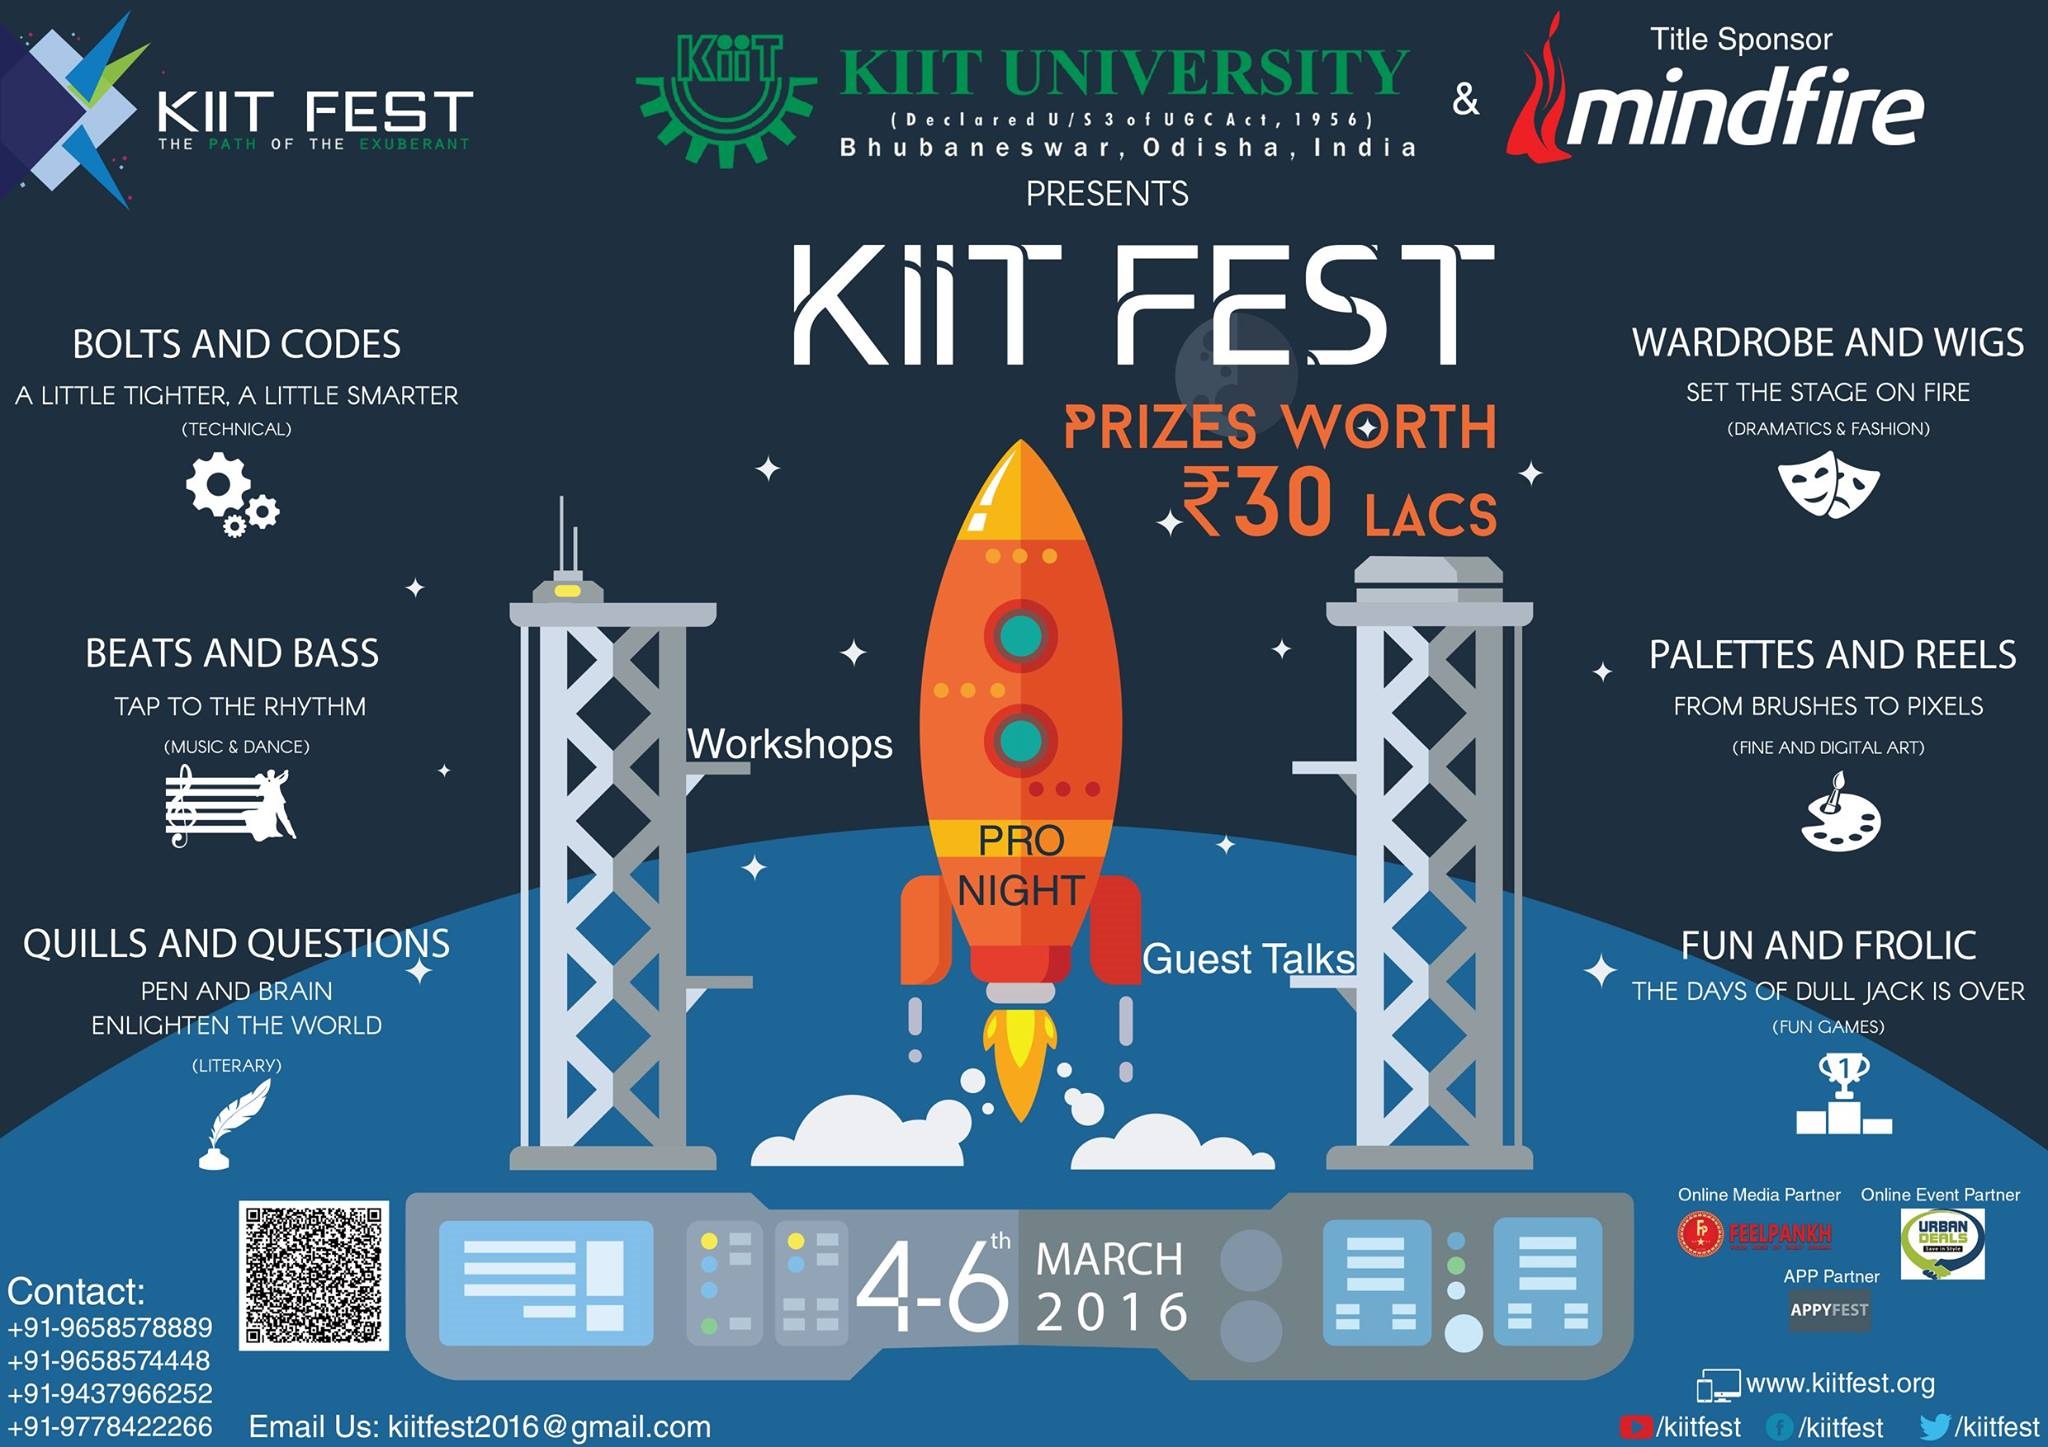 KIIT FEST
THE PATH OF THE EXUBERANT
KiiT
KIIT UNIVERSITY
(Declared U/S 3 of UGC Act, 1956)
Bhubaneswar, Odisha, India
&
Title Sponsor
mindfire
PRESENTS
KiiT FEST
PRIZES WORTH
₹30 LACS
BOLTS AND CODES
A LITTLE TIGHTER, A LITTLE SMARTER
(TECHNICAL)
BEATS AND BASS
TAP TO THE RHYTHM
(MUSIC & DANCE)
QUILLS AND QUESTIONS
PEN AND BRAIN
ENLIGHTEN THE WORLD
(LITERARY)
Workshops
PRO
NIGHT
Guest Talks
WARDROBE AND WIGS
SET THE STAGE ON FIRE
(DRAMATICS & FASHION)
PALETTES AND REELS
FROM BRUSHES TO PIXELS
(FINE AND DIGITAL ART)
FUN AND FROLIC
THE DAYS OF DULL JACK IS OVER
(FUN GAMES)
1
4-6th MARCH
2016
Contact:
+91-9658578889
+91-9658574448
+91-9437966252
+91-9778422266
Email Us: kiitfest2016@gmail.com
Online Media Partner
FP
FEELPANKH
Online Event Partner
URBAN
DEALS
Save in Style
APP Partner
APPYFEST
www.kiitfest.org
/kiitfest /kiitfest /kiitfest